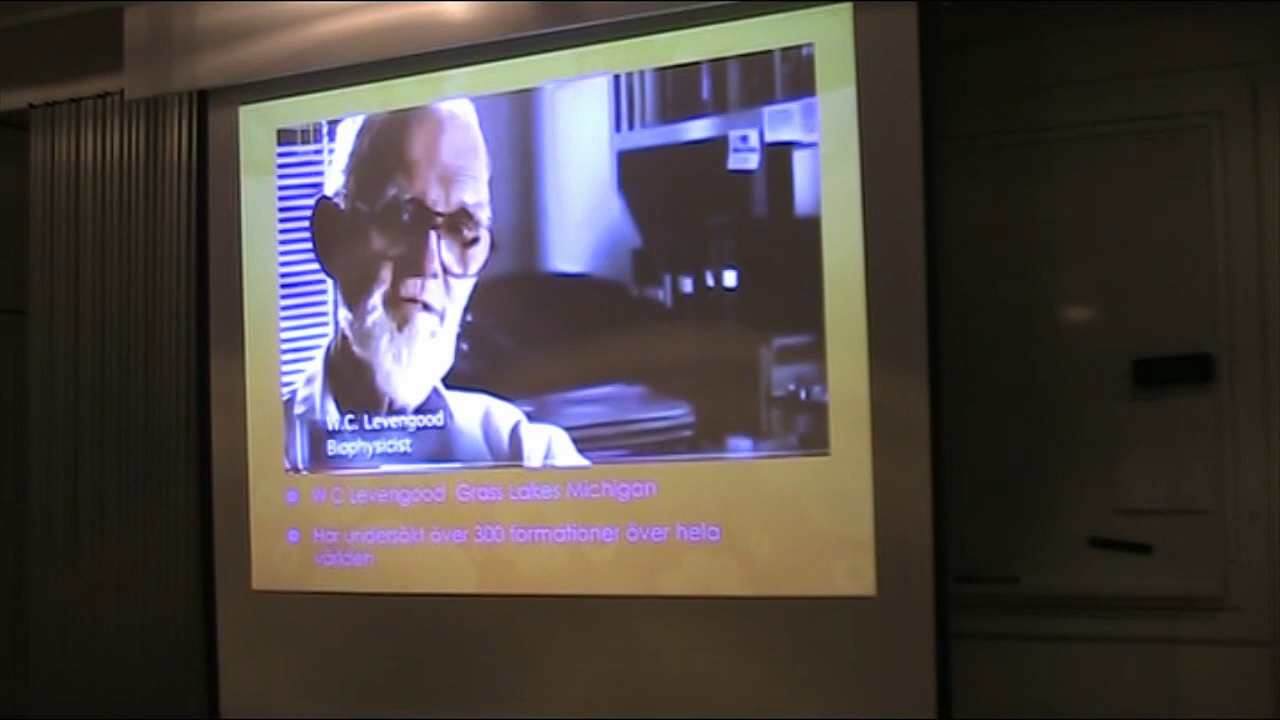 W.C. Levengood
Biophysicist
W C Levengood Grass Lakes Michigan
Har undersökt över 300 formationer över hela
världen